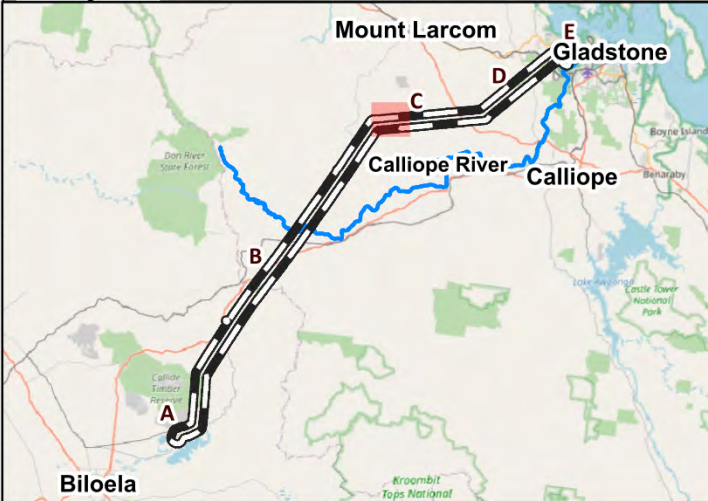 Mount Larcom
E
Gladstone
D
C
Boyne Island
Don River
State Forest
Calliope River
Calliope
Benaraby
B
Lake Awoonga
Castle Tower
National
Park
Callide
Timber
Reserve
A
Biloela
Kroombit
Tops National